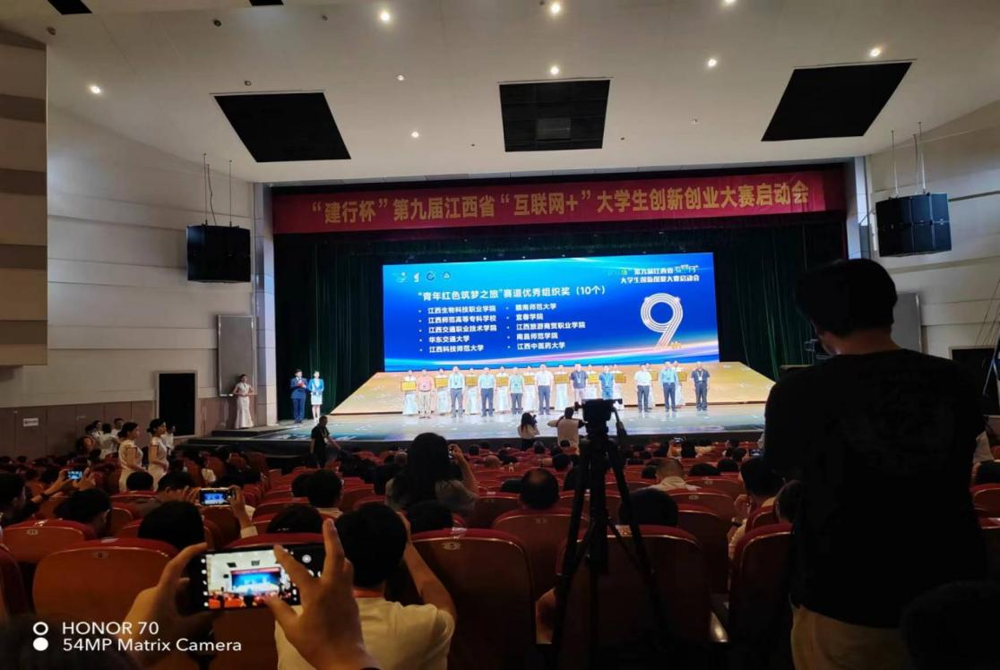 “建行杯”第九届江西省“互联网+”大学生创新创业大赛启动会
第九届江西省“互联网+”
大学生创新创业大赛启动会
“青年红色筑梦之旅”赛道优秀组织奖（10个）
• 江西生物科技职业学院
• 江西师范高等专科学校
• 江西交通职业技术学院
• 华东交通大学
• 江西科技师范大学
• 赣南师范大学
• 宜春学院
• 江西旅游商贸职业学院
• 南昌师范学院
• 江西中医药大学
9
th
HONOR 70
54MP Matrix Camera